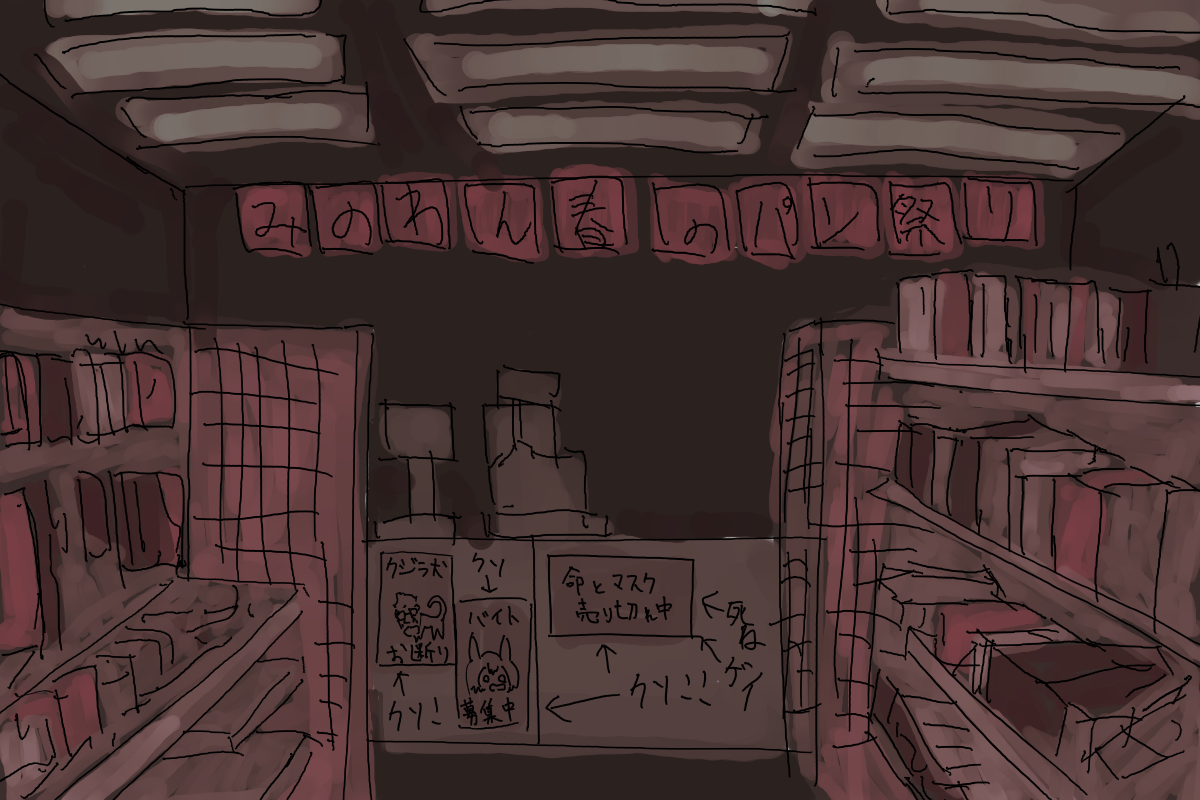 みのわん春のパン祭り
クジラ犬
お断り
クソ
↓
バイト
募集中
命とマスク
売り切れ中
←死ね
ゲイ
↑
クソ!
↑
←クソ!!